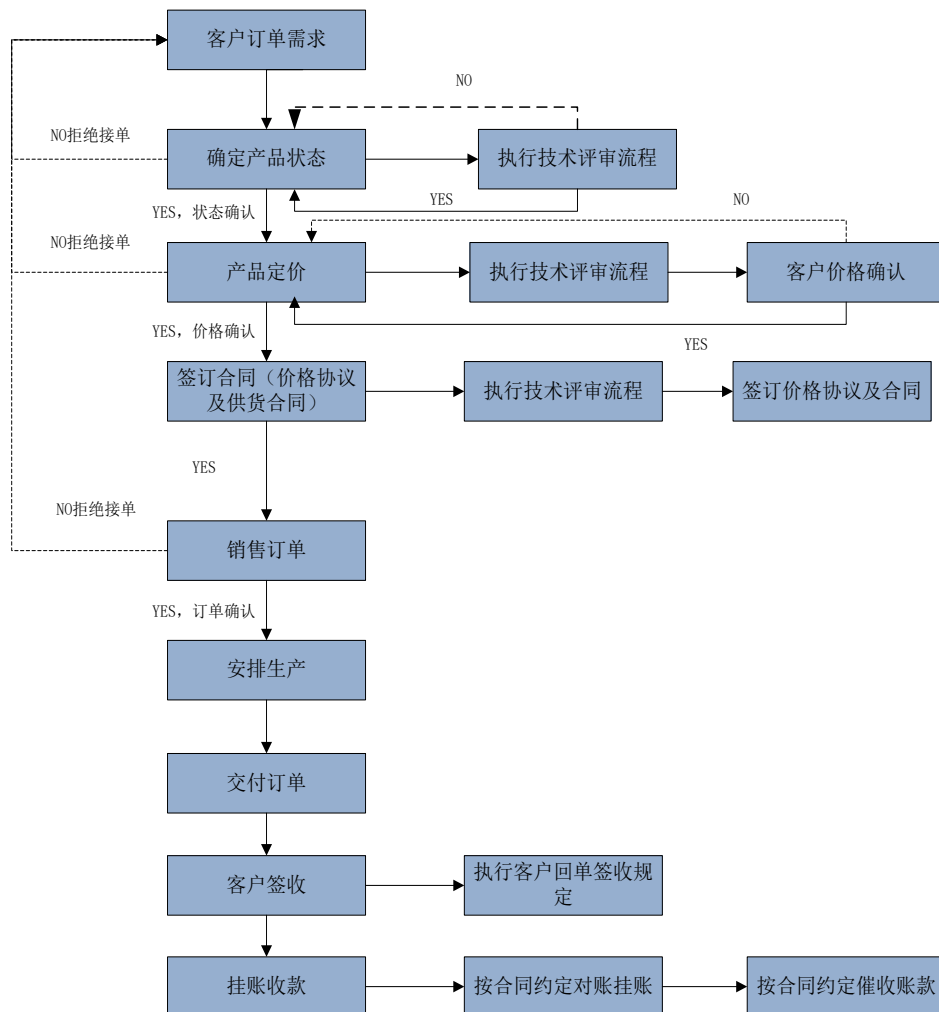 客户订单需求
NO
NO拒绝接单
确定产品状态
执行技术评审流程
YES
YES，状态确认
NO
NO拒绝接单
产品定价
执行技术评审流程
客户价格确认
YES，价格确认
YES
签订合同（价格协议
及供货合同）
执行技术评审流程
签订价格协议及合同
YES
NO拒绝接单
销售订单
YES，订单确认
安排生产
交付订单
客户签收
执行客户回单签收规
定
挂账收款
按合同约定对账挂账
按合同约定催收账款